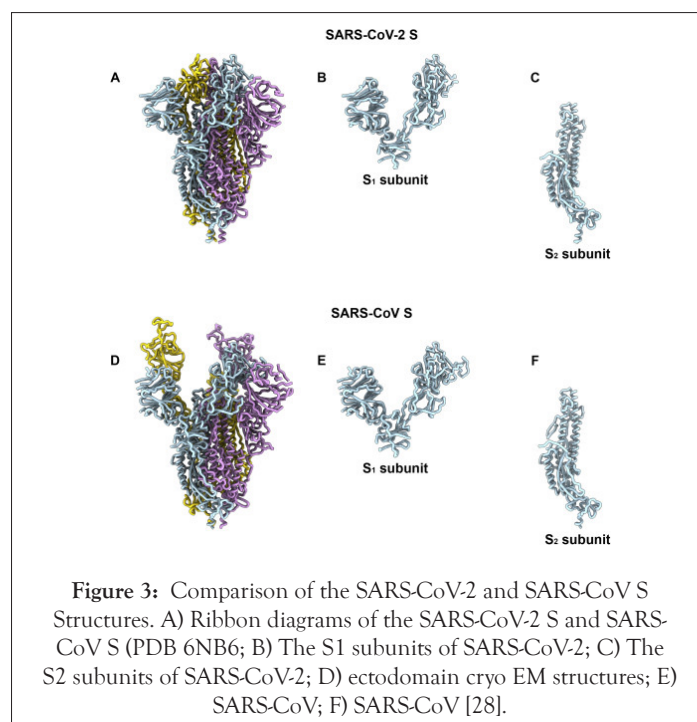 SARS-CoV-2 S
A
B
C
S1 subunit
S2 subunit
SARS-CoV S
D
E
F
S1 subunit
S2 subunit
Figure 3: Comparison of the SARS-CoV-2 and SARS-CoV S
Structures. A) Ribbon diagrams of the SARS-CoV-2 S and SARS-
CoV S (PDB 6NB6; B) The S1 subunits of SARS-CoV-2; C) The
S2 subunits of SARS-CoV-2; D) ectodomain cryo EM structures; E)
SARS-CoV; F) SARS-CoV [28].